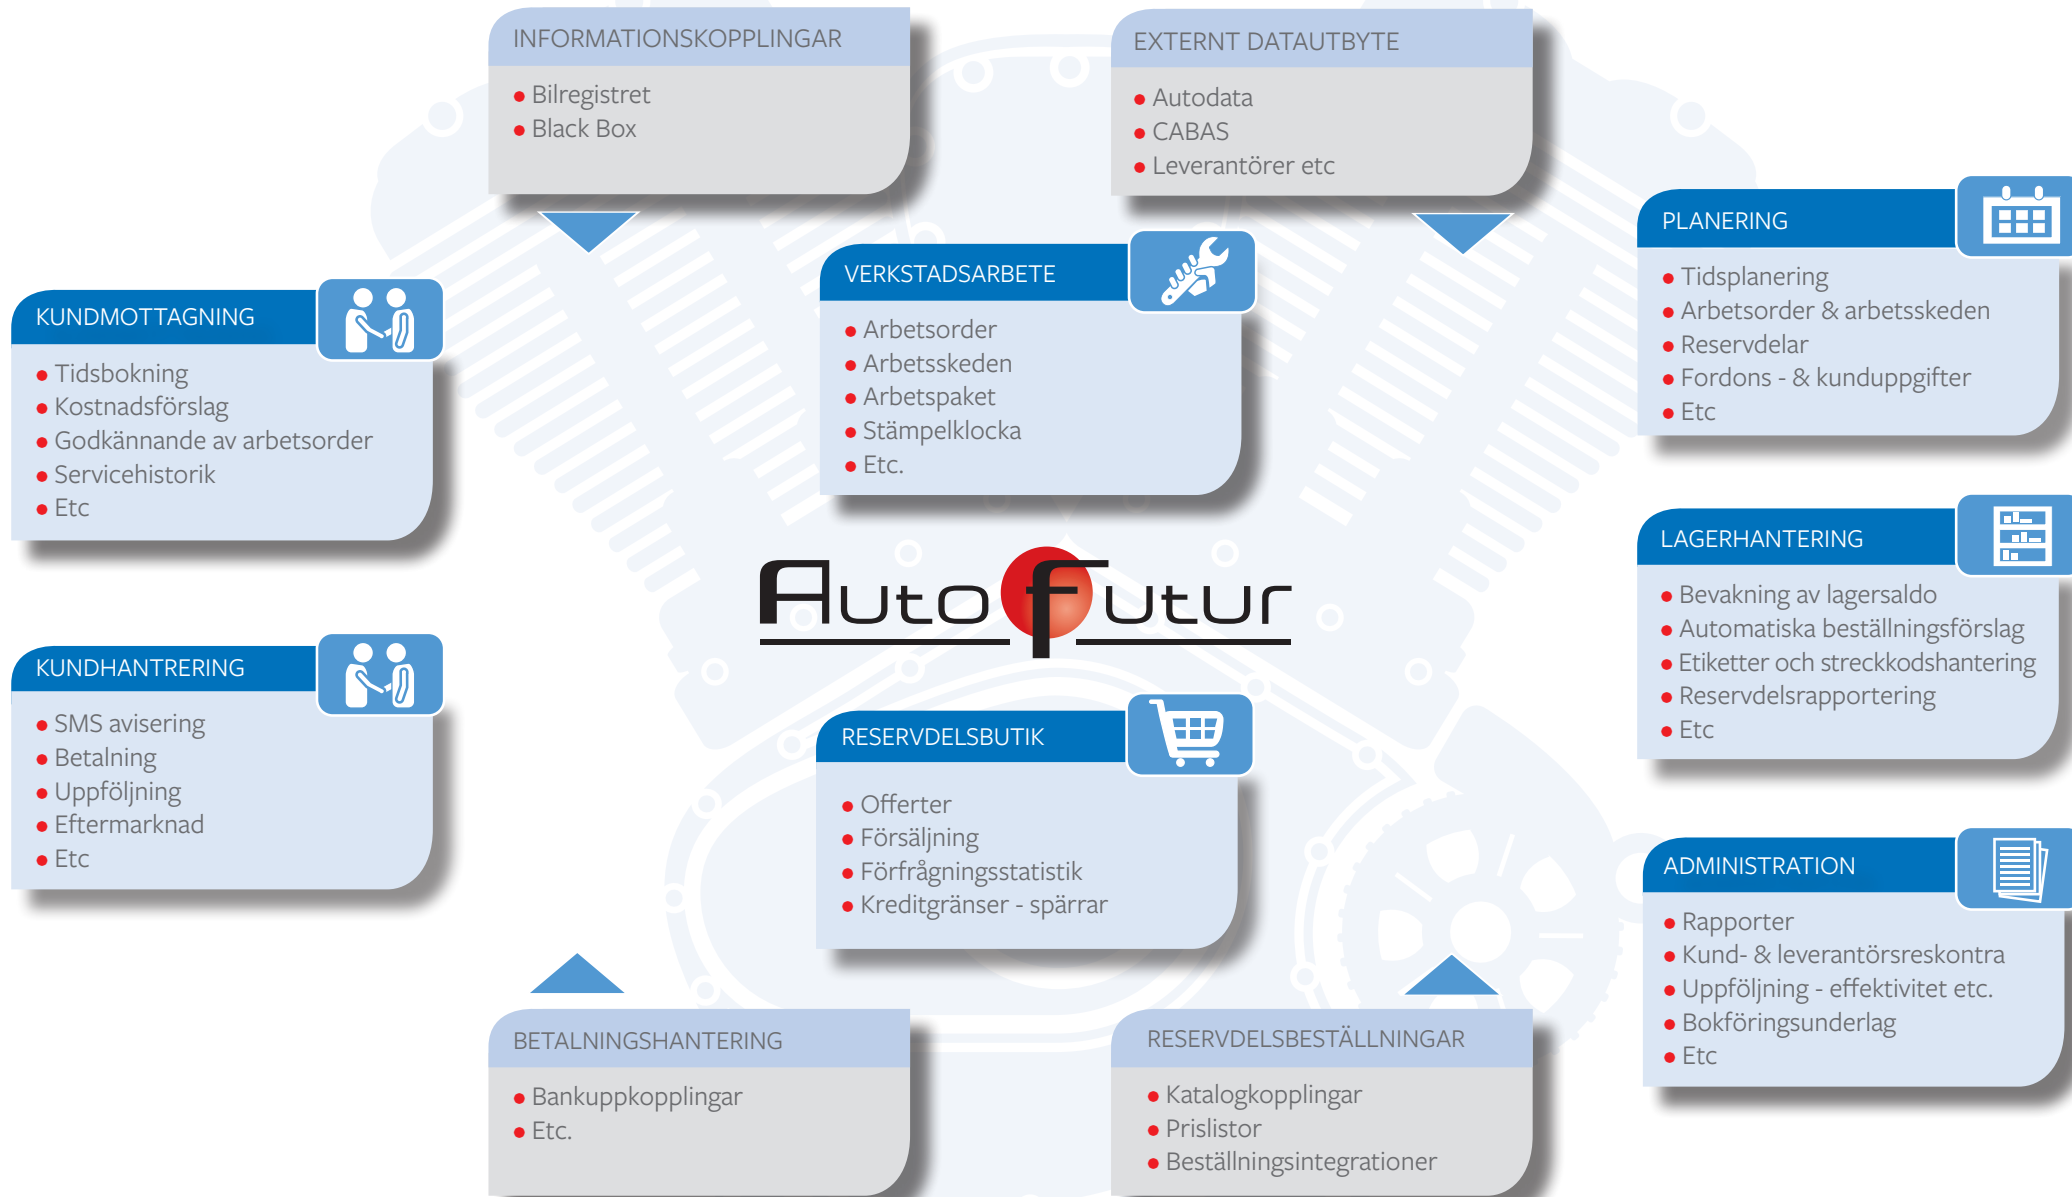 INFORMATIONSKOPPLINGAR
● Bilregistret
● Black Box
EXTERNT DATAUTBYTE
● Autodata
● CABAS
● Leverantörer etc
PLANERING
● Tidsplanering
● Arbetsorder & arbetsskeden
● Reservdelar
● Fordons - & kunduppgifter
● Etc
VERKSTADSARBETE
● Arbetsorder
● Arbetsskeden
● Arbetspaket
● Stämpelklocka
● Etc.
KUNDMOTTAGNING
● Tidsbokning
● Kostnadsförslag
● Godkännande av arbetsorder
● Servicehistorik
● Etc
LAGERHANTERING
● Bevakning av lagersaldo
● Automatiska beställningsförslag
● Etiketter och streckkodshantering
● Reservdelsrapportering
● Etc
AutoFutur
KUNDHANTRERING
● SMS avisering
● Betalning
● Uppföljning
● Eftermarknad
● Etc
RESERVDELSBUTIK
● Offerter
● Försäljning
● Förfrågningsstatistik
● Kreditgränser - spärrar
ADMINISTRATION
● Rapporter
● Kund- & leverantörsreskontra
● Uppföljning - effektivitet etc.
● Bokföringsunderlag
● Etc
BETALNINGSHANTERING
● Bankuppkopplingar
● Etc.
RESERVDELSBESTÄLLNINGAR
● Katalogkopplingar
● Prislistor
● Beställningsintegrationer